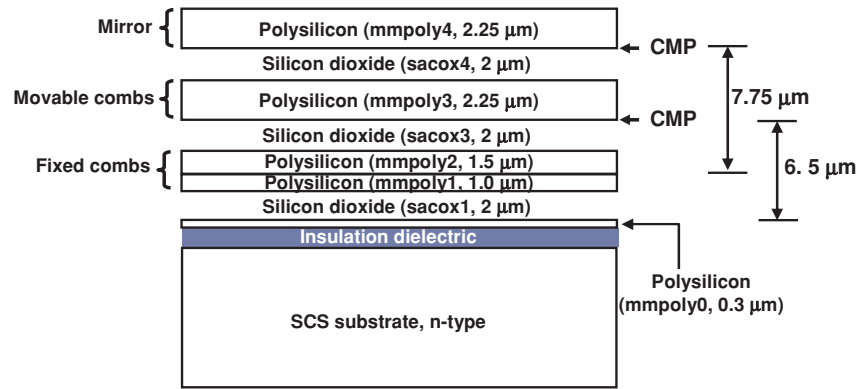 Mirror
Polysilicon (mmpoly4, 2.25 μm)
CMP
Silicon dioxide (sacox4, 2 μm)
Movable combs
Polysilicon (mmpoly3, 2.25 μm)
7.75 μm
CMP
Silicon dioxide (sacox3, 2 μm)
Fixed combs
Polysilicon (mmpoly2, 1.5 μm)
6. 5 μm
Polysilicon (mmpoly1, 1.0 μm)
Silicon dioxide (sacox1, 2 μm)
Insulation dielectric
Polysilicon
(mmpoly0, 0.3 μm)
SCS substrate, n-type